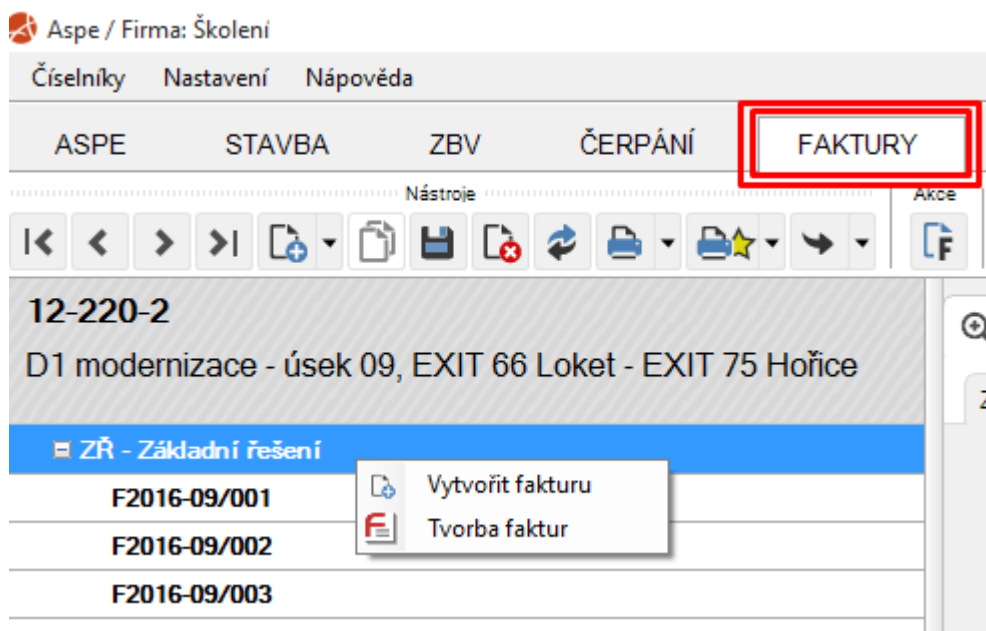 Aspe / Firma: Školení
Číselníky Nastavení Nápověda
ASPE STAVBA ZBV ČERPÁNÍ FAKTURY
Nástroje Akce
F
12-220-2
D1 modernizace - úsek 09, EXIT 66 Loket - EXIT 75 Hořice
ZŘ - Základní řešení
F2016-09/001
Vytvořit fakturu
Tvorba faktur
F2016-09/002
F2016-09/003